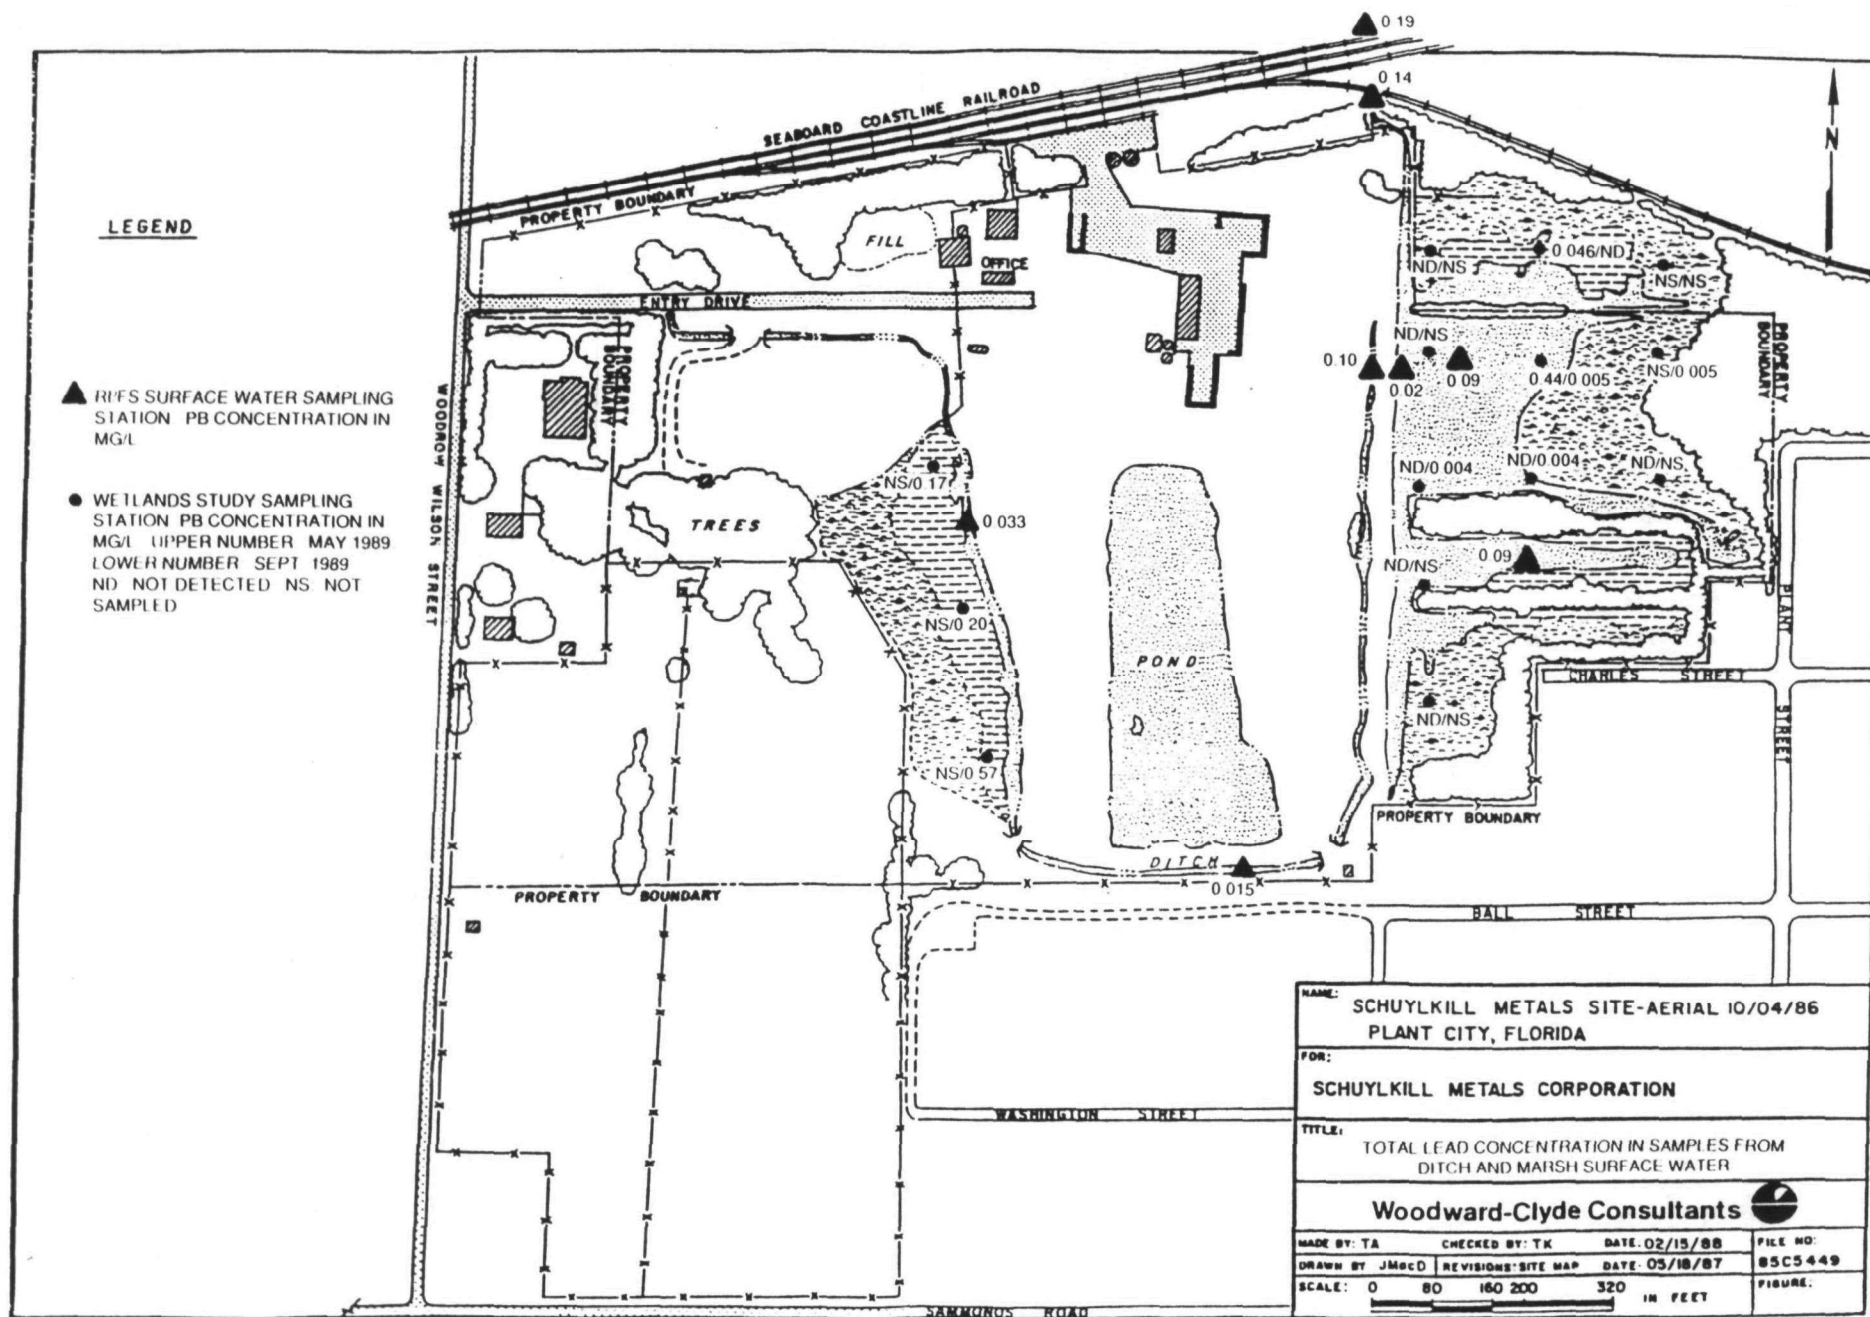 0 19
0 14
SEABOARD COASTLINE RAILROAD
N
PROPERTY BOUNDARY
LEGEND
FILL
OFFICE
ENTRY DRIVE
ND/NS
0 046/ND
NS/NS
PROPERTY BOUNDARY
ND/NS
PROPERTY BOUNDARY
0.10
0.02
0 09
0.44/0 005
NS/0 005
RI/FS SURFACE WATER SAMPLING
STATION PB CONCENTRATION IN
MG/L
WOODROW WILSON STREET
ND/0 004
ND/0.004
ND/NS
NS/0 17
WETLANDS STUDY SAMPLING
STATION PB CONCENTRATION IN
MG/L UPPER NUMBER MAY 1989
LOWER NUMBER SEPT 1989
ND NOT DETECTED NS NOT
SAMPLED
TREES
0 033
0 09
ND/NS
NS/0 20
PLANT STREET
POND
CHARLES STREET
ND/NS
NS/0 57
PROPERTY BOUNDARY
DITCH
0 015
PROPERTY BOUNDARY
BALL STREET
WASHINGTON STREET
SAMMONDS ROAD
NAME: SCHUYLKILL METALS SITE-AERIAL 10/04/86
PLANT CITY, FLORIDA
FOR:
SCHUYLKILL METALS CORPORATION
TITLE:
TOTAL LEAD CONCENTRATION IN SAMPLES FROM
DITCH AND MARSH SURFACE WATER
Woodward-Clyde Consultants
MADE BY: TA CHECKED BY: TK DATE: 02/15/88 FILE NO:
DRAWN BY JMacD REVISIONS: SITE MAP DATE: 05/18/87 85C5449
SCALE: 0 80 160 200 320 IN FEET FIGURE: